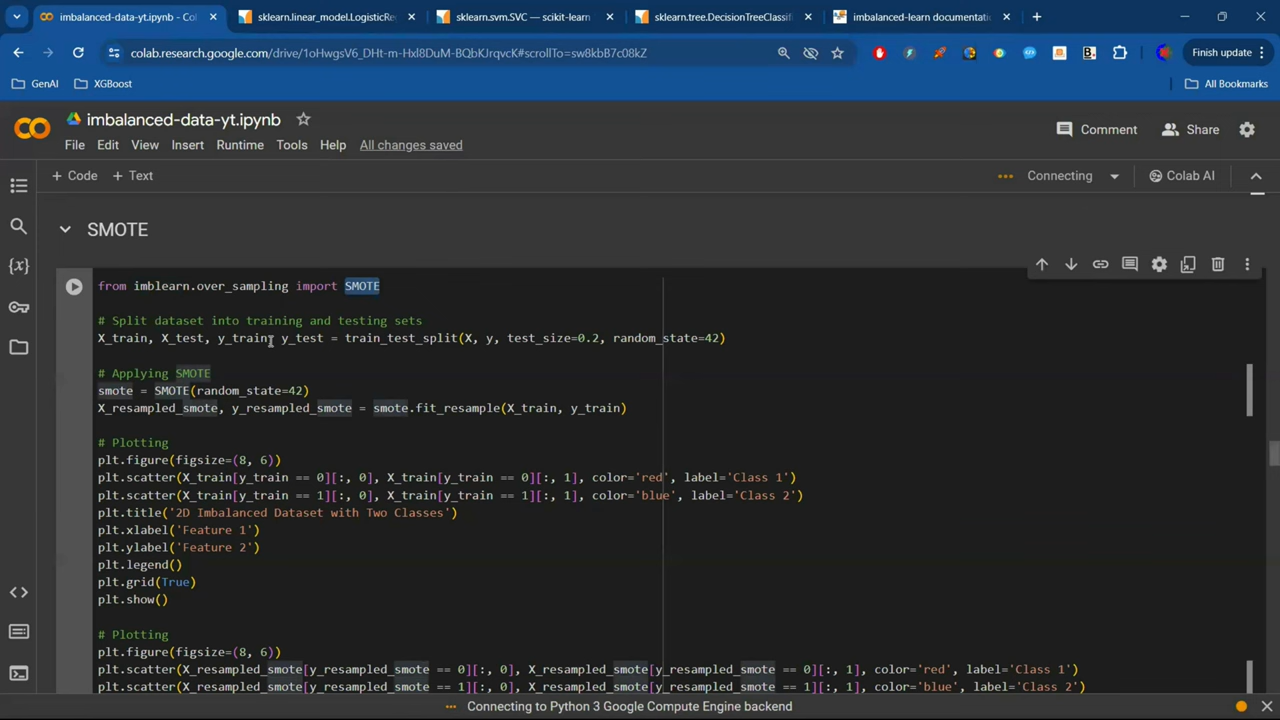 imbalanced-data-yt.ipynb - Col
sklearn.linear_model.LogisticRe
sklearn.svm.SVC — scikit-learn
sklearn.tree.DecisionTreeClassifi
imbalanced-learn documentatio
colab.research.google.com/drive/1oHwgsV6_DHt-m-Hxl8DuM-BQbKJrqvcK#scrollTo=sw8kbB7c08kZ
Finish update
GenAI
XGBoost
All Bookmarks
imbalanced-data-yt.ipynb
Comment
Share
File Edit View Insert Runtime Tools Help All changes saved
+ Code + Text
Connecting
Colab AI
SMOTE
from imblearn.over_sampling import SMOTE
# Split dataset into training and testing sets
X_train, X_test, y_train, y_test = train_test_split(X, y, test_size=0.2, random_state=42)
# Applying SMOTE
smote = SMOTE(random_state=42)
X_resampled_smote, y_resampled_smote = smote.fit_resample(X_train, y_train)
# Plotting
plt.figure(figsize=(8, 6))
plt.scatter(X_train[y_train == 0][:, 0], X_train[y_train == 0][:, 1], color='red', label='Class 1')
plt.scatter(X_train[y_train == 1][:, 0], X_train[y_train == 1][:, 1], color='blue', label='Class 2')
plt.title('2D Imbalanced Dataset with Two Classes')
plt.xlabel('Feature 1')
plt.ylabel('Feature 2')
plt.legend()
plt.grid(True)
plt.show()
# Plotting
plt.figure(figsize=(8, 6))
plt.scatter(X_resampled_smote[y_resampled_smote == 0][:, 0], X_resampled_smote[y_resampled_smote == 0][:, 1], color='red', label='Class 1')
plt.scatter(X_resampled_smote[y_resampled_smote == 1][:, 0], X_resampled_smote[y_resampled_smote == 1][:, 1], color='blue', label='Class 2')
Connecting to Python 3 Google Compute Engine backend